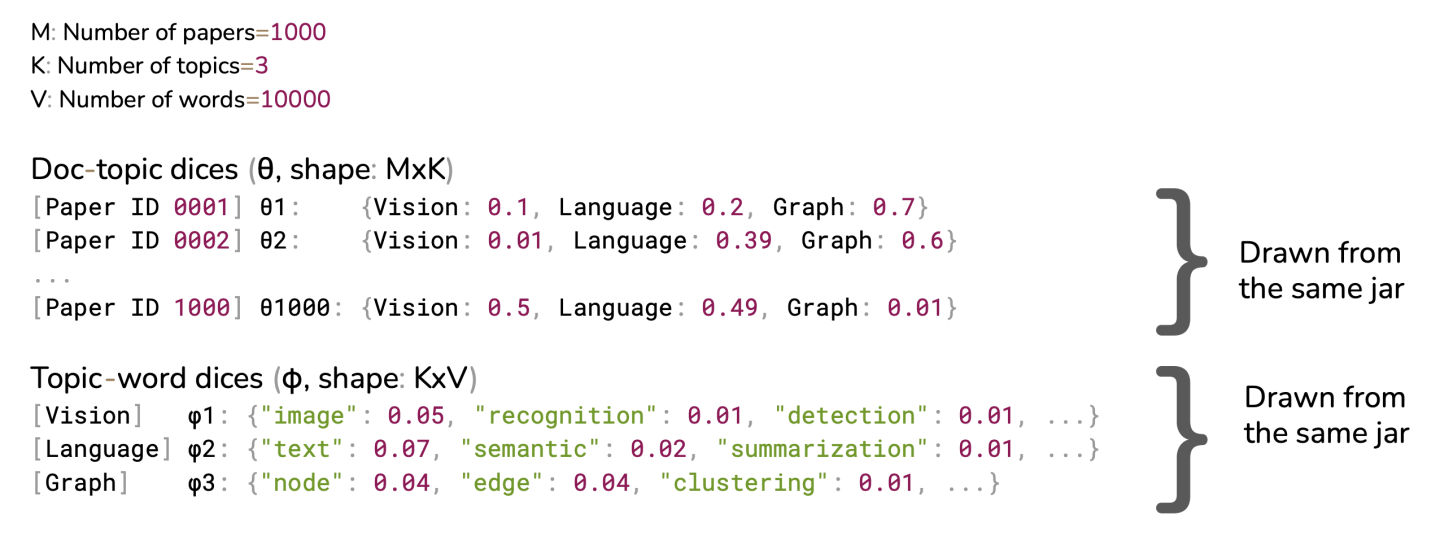 M: Number of papers=1000
K: Number of topics=3
V: Number of words=10000
Doc-topic dices (θ, shape: MxK)
[Paper ID 0001] θ1: {Vision: 0.1, Language: 0.2, Graph: 0.7}
[Paper ID 0002] θ2: {Vision: 0.01, Language: 0.39, Graph: 0.6}
...
[Paper ID 1000] θ1000: {Vision: 0.5, Language: 0.49, Graph: 0.01}
Drawn from
the same jar
Topic-word dices (ϕ, shape: KxV)
[Vision] φ1: {"image": 0.05, "recognition": 0.01, "detection": 0.01, ...}
[Language] φ2: {"text": 0.07, "semantic": 0.02, "summarization": 0.01, ...}
[Graph] φ3: {"node": 0.04, "edge": 0.04, "clustering": 0.01, ...}
Drawn from
the same jar